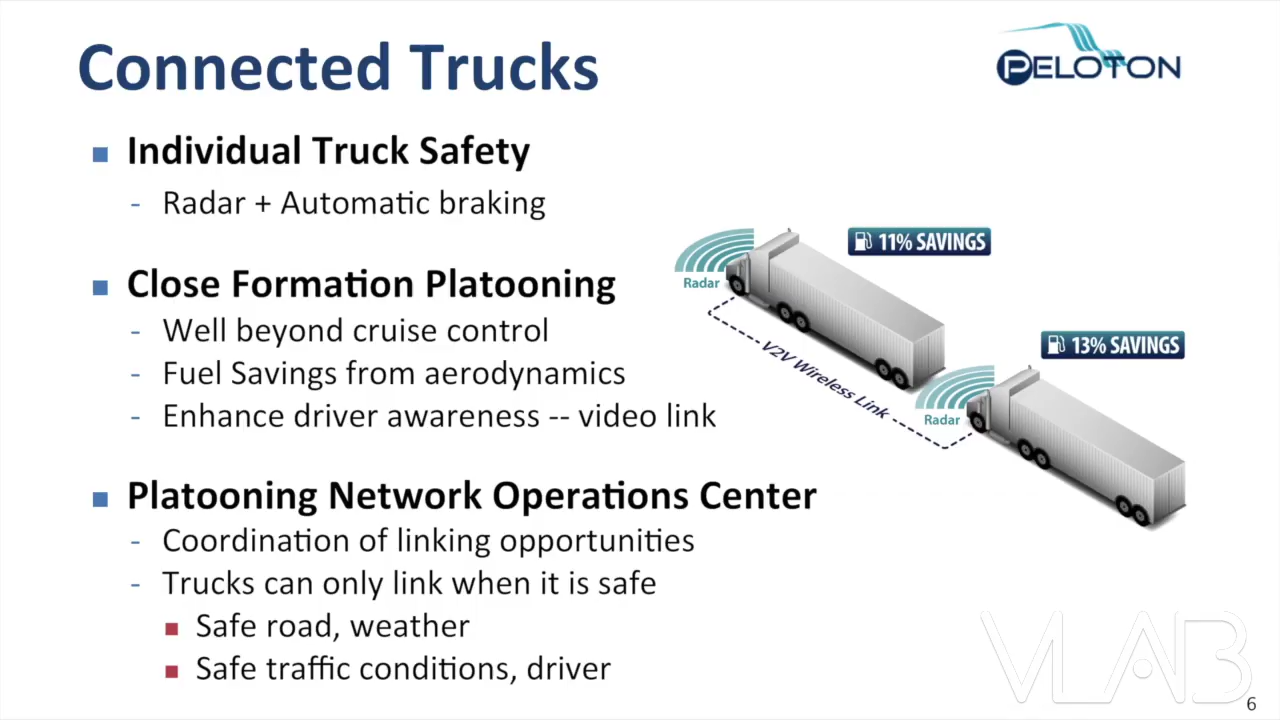 Connected Trucks
PELOTON
Individual Truck Safety
- Radar + Automatic braking
Close Formation Platooning
- Well beyond cruise control
- Fuel Savings from aerodynamics
- Enhance driver awareness -- video link
Platooning Network Operations Center
- Coordination of linking opportunities
- Trucks can only link when it is safe
Safe road, weather
Safe traffic conditions, driver
11% SAVINGS
Radar
13% SAVINGS
V2V Wireless Link
Radar
VLAB
6